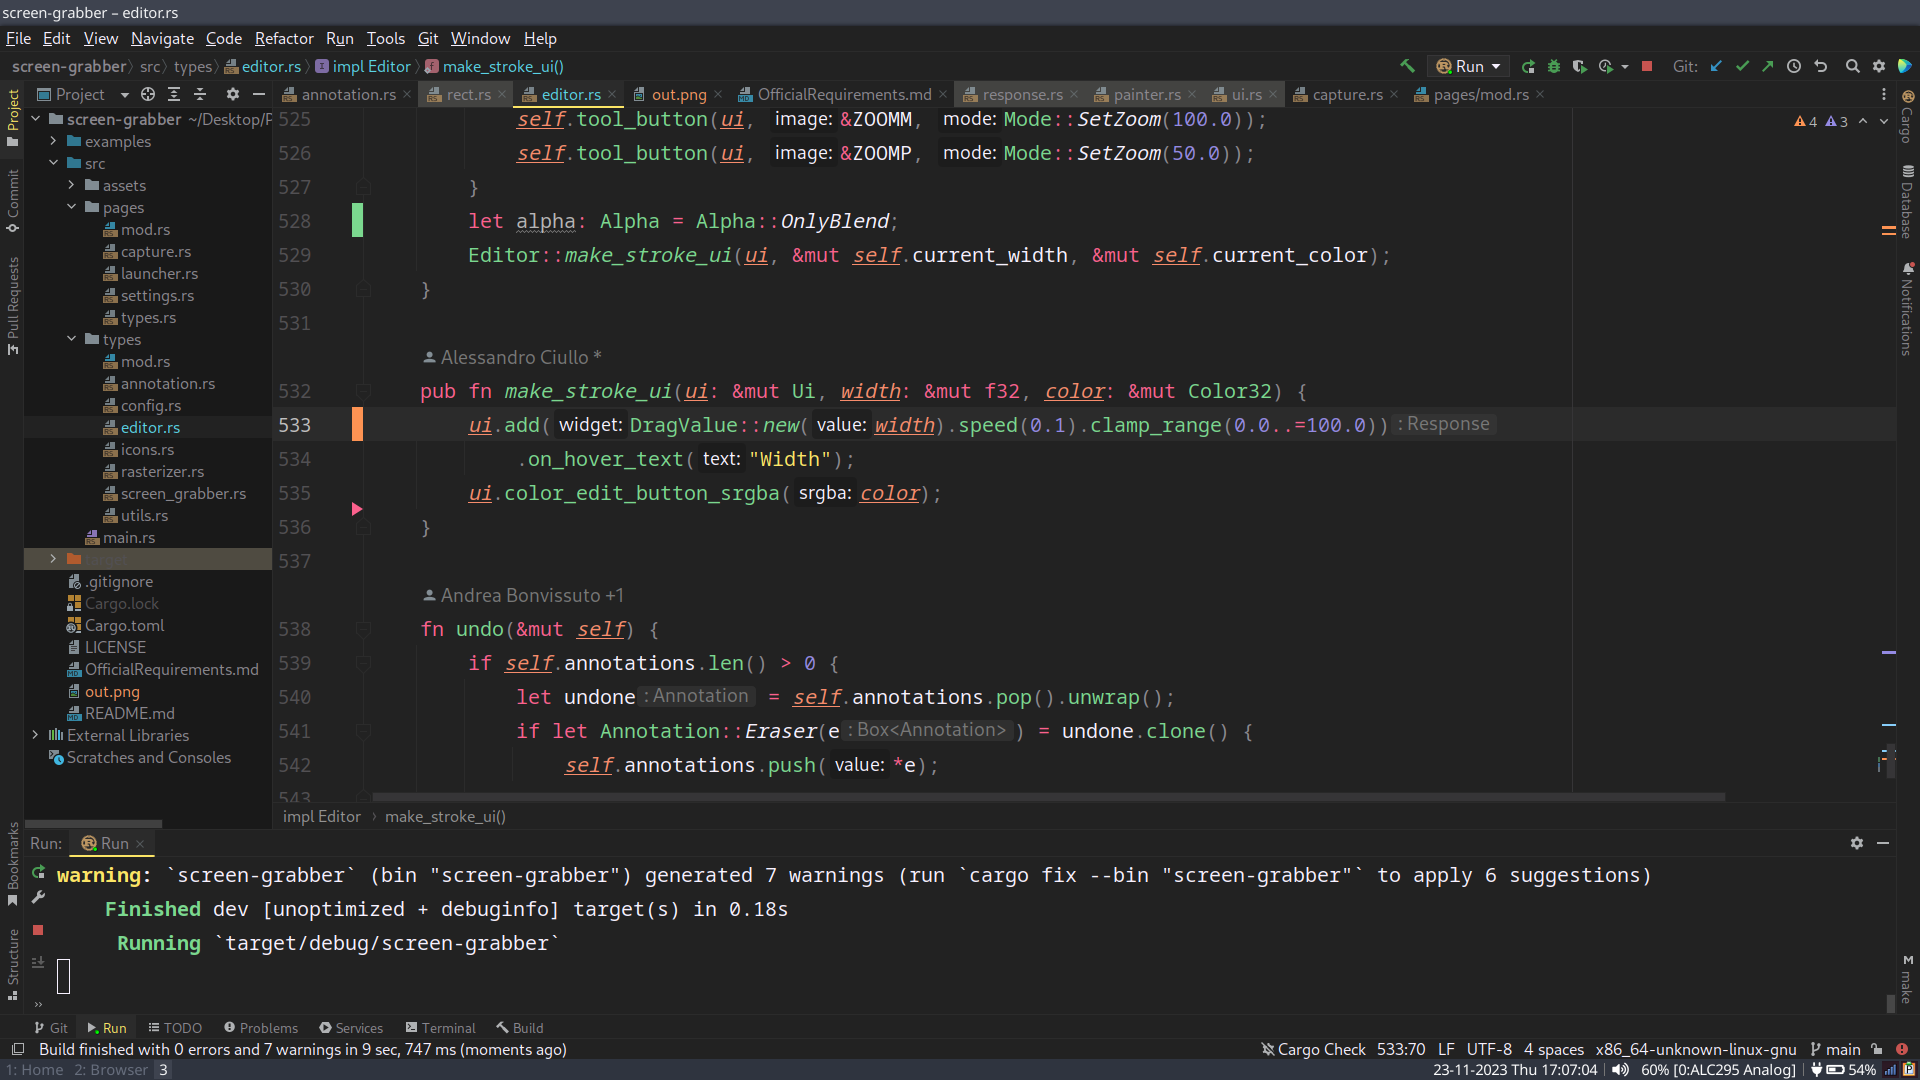 screen-grabber – editor.rs
File Edit View Navigate Code Refactor Run Tools Git Window Help
screen-grabber src types editor.rs impl Editor make_stroke_ui() Run Git:
Project annotation.rs rect.rs editor.rs out.png OfficialRequirements.md response.rs painter.rs ui.rs capture.rs pages/mod.rs
screen-grabber ~/Desktop/P
examples
src
assets
pages
mod.rs
capture.rs
launcher.rs
settings.rs
types.rs
types
mod.rs
annotation.rs
config.rs
editor.rs
icons.rs
rasterizer.rs
screen_grabber.rs
utils.rs
main.rs
target
.gitignore
Cargo.lock
Cargo.toml
LICENSE
OfficialRequirements.md
out.png
README.md
External Libraries
Scratches and Consoles
Project
Commit
Pull Requests
Bookmarks
Structure
4 3
525 self.tool_button(ui, image: &ZOOMM, mode: Mode::SetZoom(100.0));
526 self.tool_button(ui, image: &ZOOMP, mode: Mode::SetZoom(50.0));
527 }
528 let alpha: Alpha = Alpha::OnlyBlend;
529 Editor::make_stroke_ui(ui, &mut self.current_width, &mut self.current_color);
530 }
531
Alessandro Ciullo *
532 pub fn make_stroke_ui(ui: &mut Ui, width: &mut f32, color: &mut Color32) {
533 ui.add( widget: DragValue::new( value: width).speed(0.1).clamp_range(0.0..=100.0)) : Response
534 .on_hover_text( text: "Width");
535 ui.color_edit_button_srgba( srgba: color);
536 }
537
Andrea Bonvissuto +1
538 fn undo(&mut self) {
539 if self.annotations.len() > 0 {
540 let undone : Annotation = self.annotations.pop().unwrap();
541 if let Annotation::Eraser(e : Box<Annotation> ) = undone.clone() {
542 self.annotations.push( value: *e);
543
impl Editor make_stroke_ui()
Cargo
Database
Notifications
make
Run: Run
warning: `screen-grabber` (bin "screen-grabber") generated 7 warnings (run `cargo fix --bin "screen-grabber"` to apply 6 suggestions)
Finished dev [unoptimized + debuginfo] target(s) in 0.18s
Running `target/debug/screen-grabber`
Git Run TODO Problems Services Terminal Build
Build finished with 0 errors and 7 warnings in 9 sec, 747 ms (moments ago) Cargo Check 533:70 LF UTF-8 4 spaces x86_64-unknown-linux-gnu main
1: Home 2: Browser 3 23-11-2023 Thu 17:07:04 60% [0:ALC295 Analog] 54%